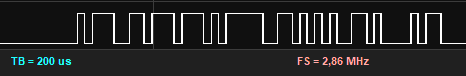 TB = 200 us
FS = 2,86 MHz